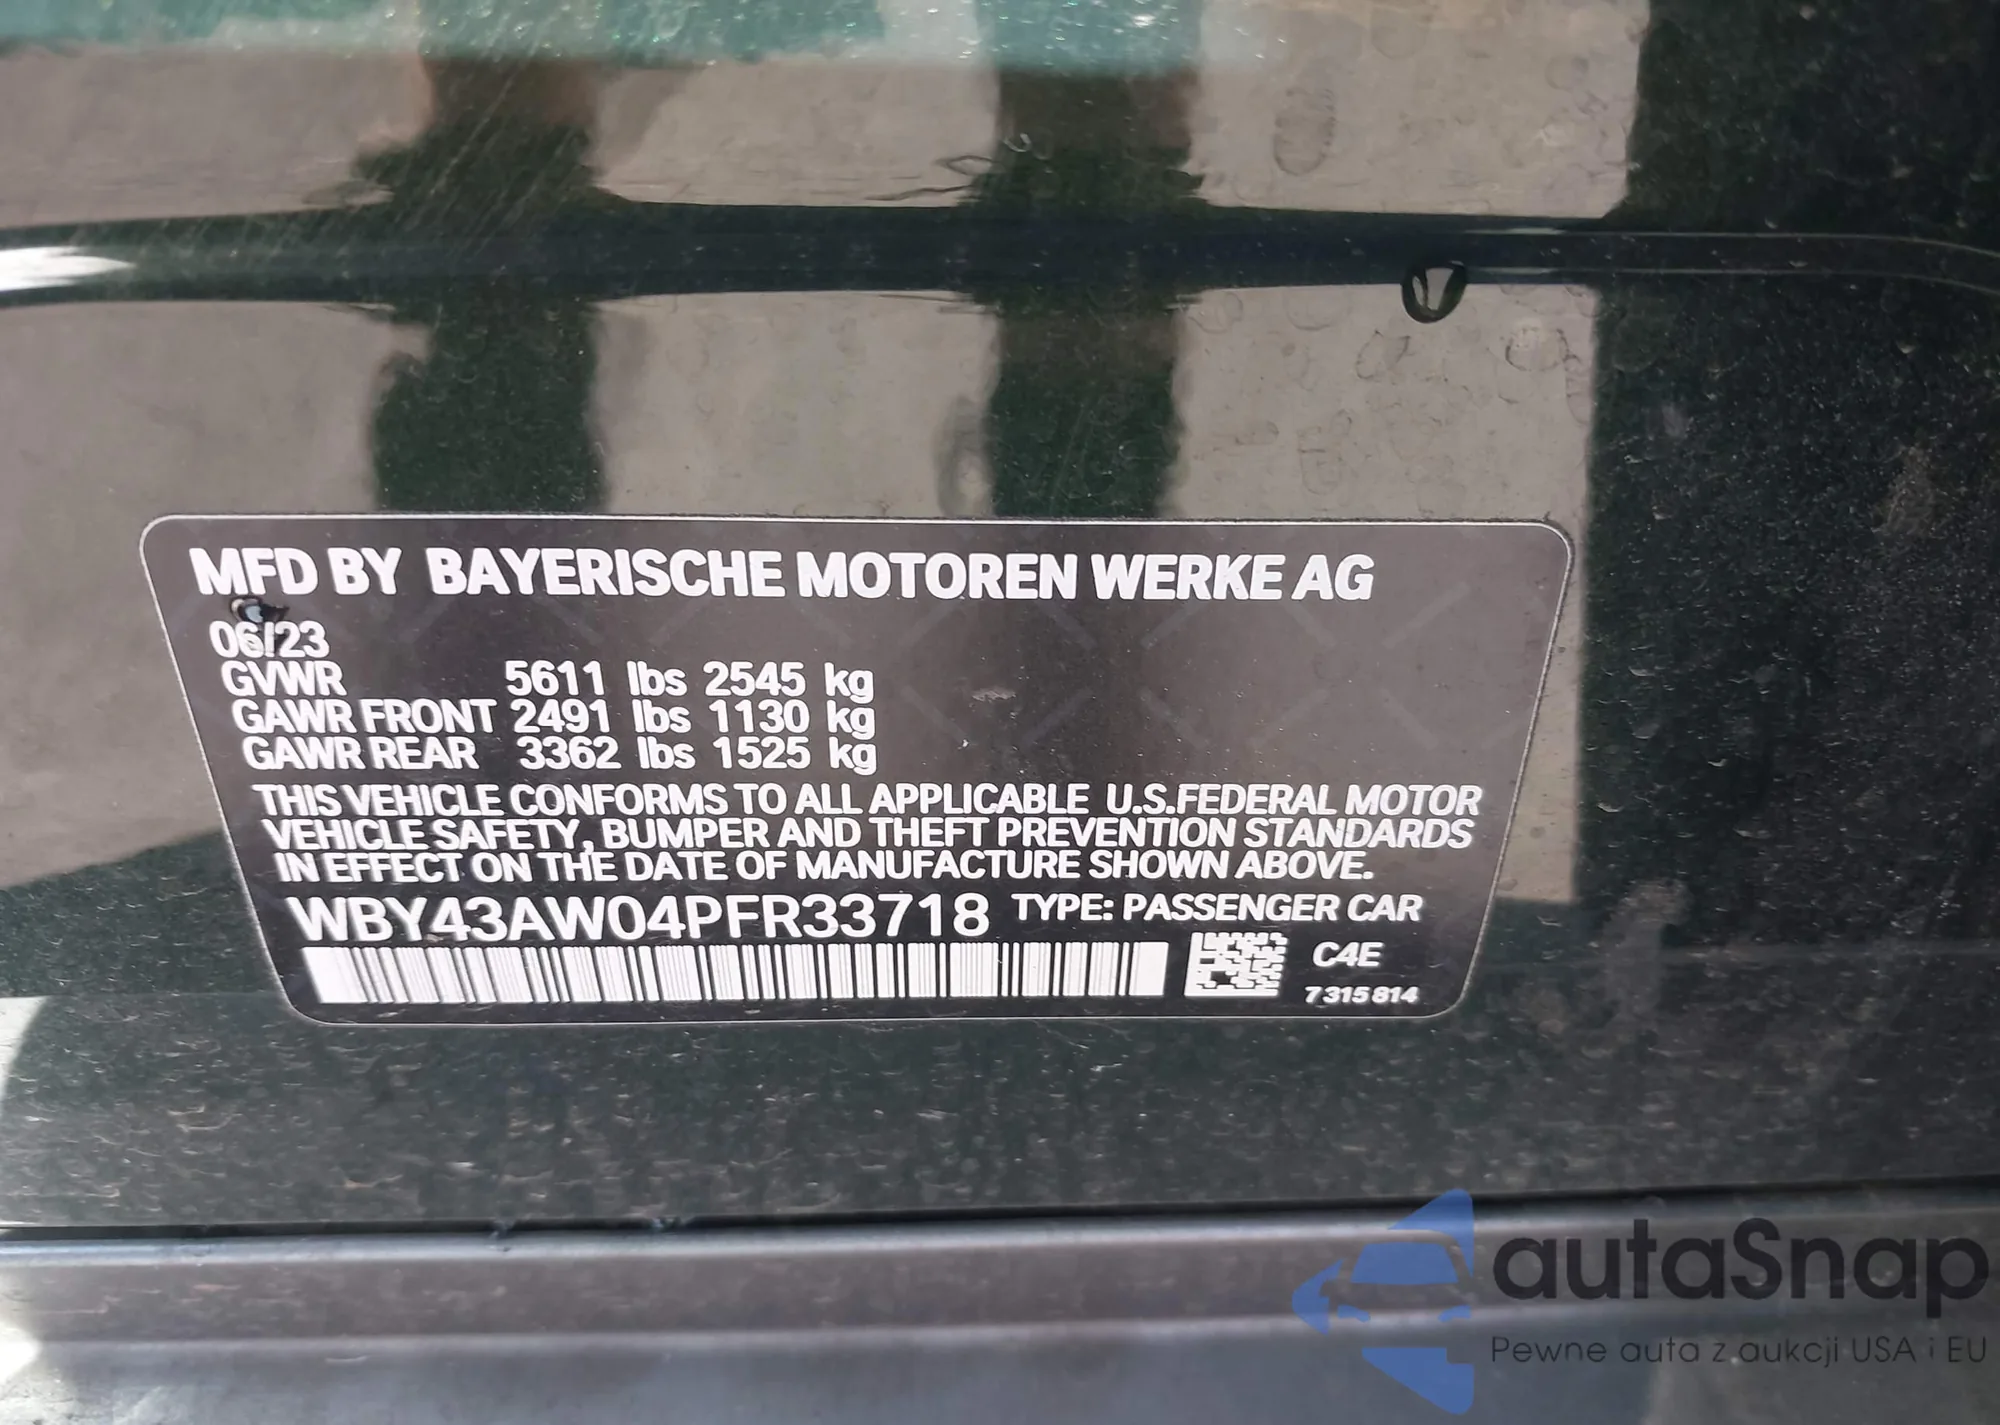 MFD BY BAYERISCHE MOTOREN WERKE AG
06/23
GVWR 5611 lbs 2545 kg
GAWR FRONT 2491 lbs 1130 kg
GAWR REAR 3362 lbs 1525 kg
THIS VEHICLE CONFORMS TO ALL APPLICABLE U.S.FEDERAL MOTOR
VEHICLE SAFETY, BUMPER AND THEFT PREVENTION STANDARDS
IN EFFECT ON THE DATE OF MANUFACTURE SHOWN ABOVE.
WBY43AW04PFR33718 TYPE: PASSENGER CAR
C4E
7315814
autaSnap
Pewne auta z aukcji USA i EU